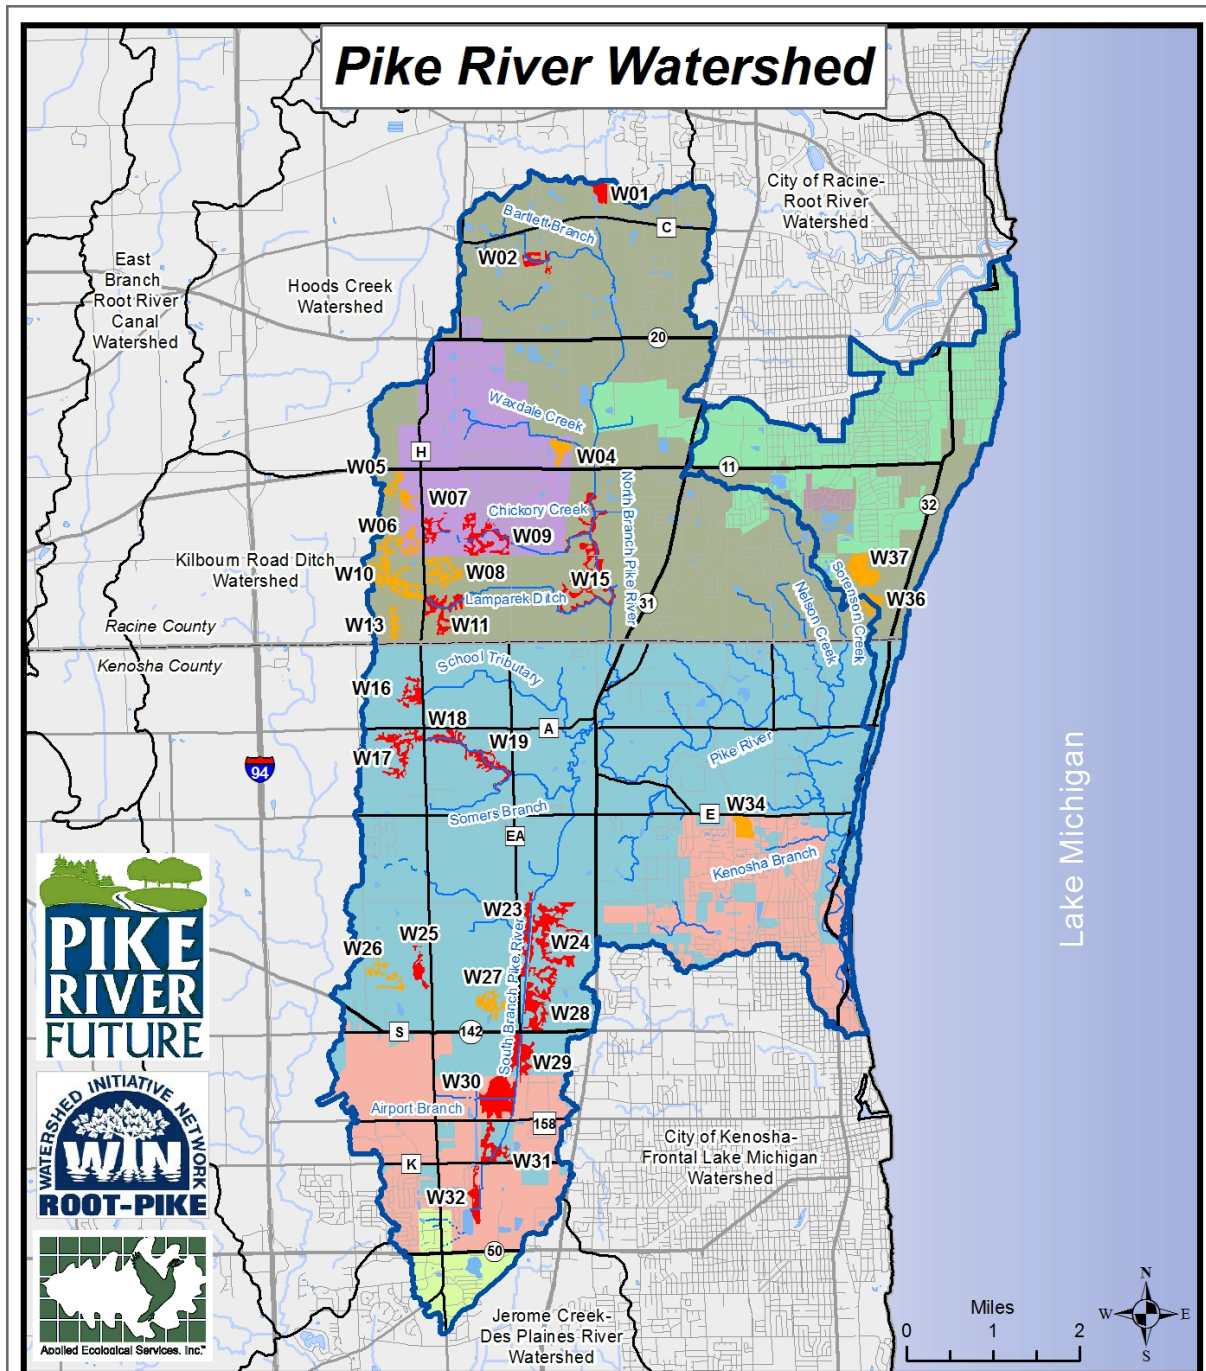 Pike River Watershed
W01
City of Racine-
Root River
Watershed
Bartlett Branch
C
W02
East
Branch
Root River
Canal
Watershed
Hoods Creek
Watershed
20
Waxdale Creek
H
W04
W05
11
W07
North Branch Pike River
32
Chickory Creek
W06
W09
Kilbourn Road Ditch
Watershed
W10
W08
W15
W37
Sorenson Creek
Nelson Creek
W36
Lamparek Ditch
31
W13
W11
Racine County
Kenosha County
School Tributary
W16
W18
A
W19
W17
Pike River
94
Lake Michigan
Somers Branch
W34
E
EA
Kenosha Branch
PIKE
RIVER
FUTURE
W23
W25
W24
W26
W27
South Branch Pike River
W28
S
142
W29
W30
Airport Branch
158
WATERSHED INITIATIVE NETWORK
WIN
ROOT-PIKE
City of Kenosha-
Frontal Lake Michigan
Watershed
K
W31
W32
50
Applied Ecological Services, Inc.™
Jerome Creek-
Des Plaines River
Watershed
Miles
0 1 2
N
W E
S